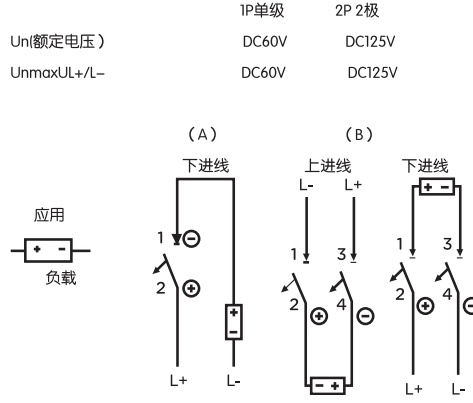 1P单级 2P 2极
Un(额定电压) DC60V DC125V
UnmaxUL+/L- DC60V DC125V
(A) (B)
下进线 上进线 下进线
L- L+
应用
负载
1 1 3 1 3
2 2 4 2 4
L+ L- L+ L-